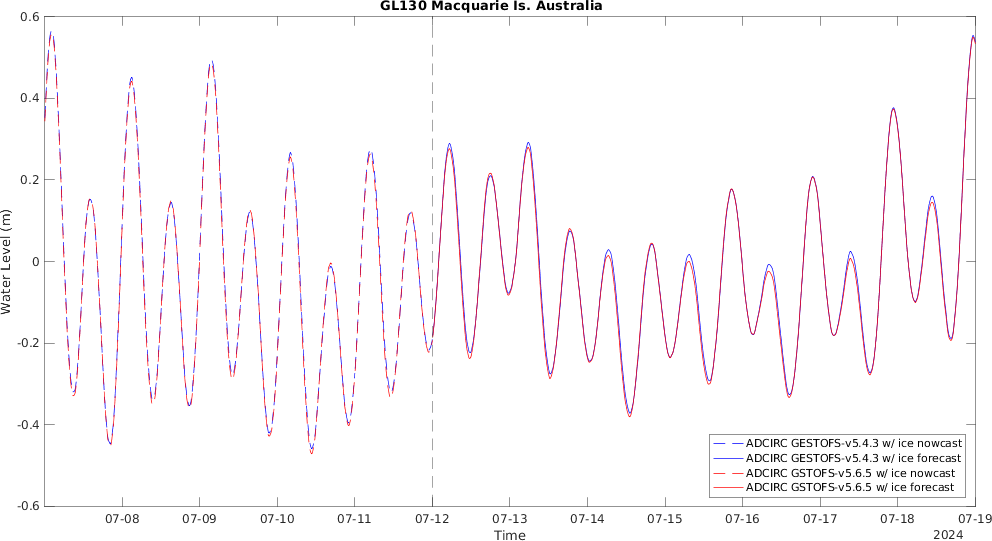 GL130 Macquarie Is. Australia
0.6
0.4
0.2
0
-0.2
-0.4
-0.6
Water Level (m)
ADCIRC GESTOFS-v5.4.3 w/ ice nowcast
ADCIRC GESTOFS-v5.4.3 w/ ice forecast
ADCIRC GSTOFS-v5.6.5 w/ ice nowcast
ADCIRC GSTOFS-v5.6.5 w/ ice forecast
07-08 07-09 07-10 07-11 07-12 07-13 07-14 07-15 07-16 07-17 07-18 07-19
Time
2024